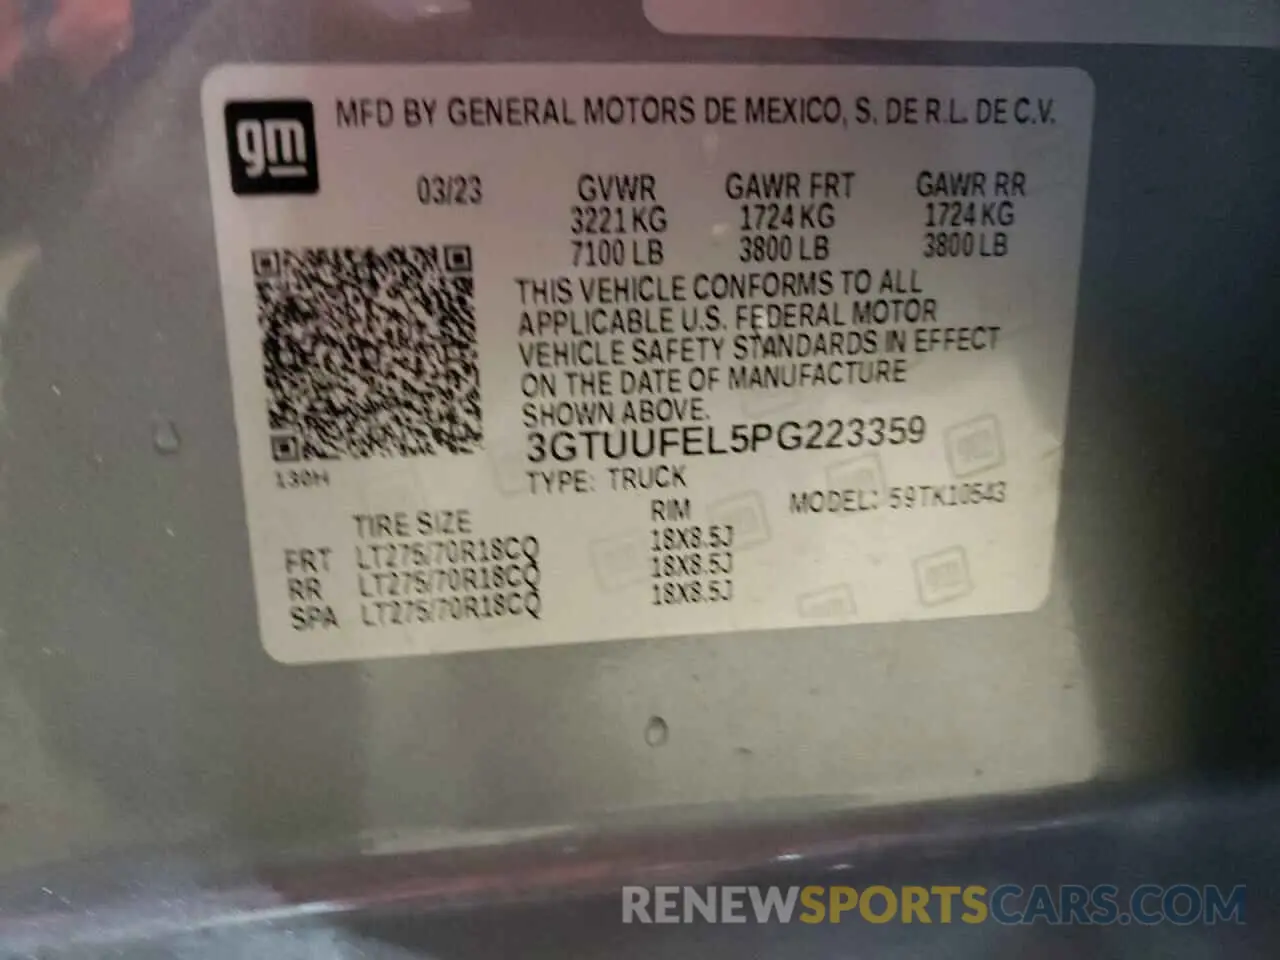 gm
MFD BY GENERAL MOTORS DE MEXICO, S. DE R.L. DE C.V.
03/23 GVWR GAWR FRT GAWR RR
3221 KG 1724 KG 1724 KG
7100 LB 3800 LB 3800 LB
THIS VEHICLE CONFORMS TO ALL
APPLICABLE U.S. FEDERAL MOTOR
VEHICLE SAFETY STANDARDS IN EFFECT
ON THE DATE OF MANUFACTURE
SHOWN ABOVE.
3GTUUFEL5PG223359
130H
TYPE: TRUCK
MODEL: 59TK10543
TIRE SIZE RIM
FRT LT275/70R18CQ 18X8.5J
RR LT275/70R18CQ 18X8.5J
SPA LT275/70R18CQ 18X8.5J
RENEWSPORTSCARS.COM